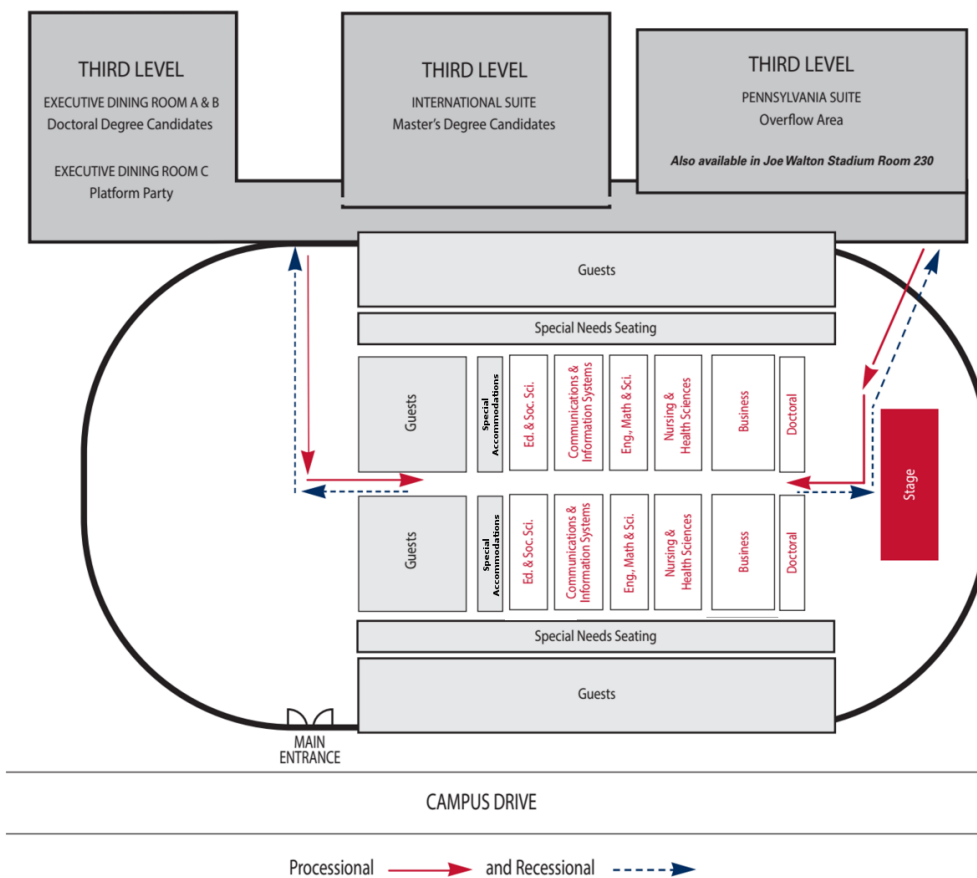 THIRD LEVEL
EXECUTIVE DINING ROOM A & B
Doctoral Degree Candidates
EXECUTIVE DINING ROOM C
Platform Party
THIRD LEVEL
INTERNATIONAL SUITE
Master's Degree Candidates
THIRD LEVEL
PENNSYLVANIA SUITE
Overflow Area
Also available in Joe Walton Stadium Room 230
Guests
Special Needs Seating
Guests
Special
Accommodations
Ed. & Soc. Sci.
Communications &
Information Systems
Eng., Math & Sci.
Nursing &
Health Sciences
Business
Doctoral
Stage
Guests
Special
Accommodations
Ed. & Soc. Sci.
Communications &
Information Systems
Eng., Math & Sci.
Nursing &
Health Sciences
Business
Doctoral
Special Needs Seating
Guests
MAIN
ENTRANCE
CAMPUS DRIVE
Processional and Recessional